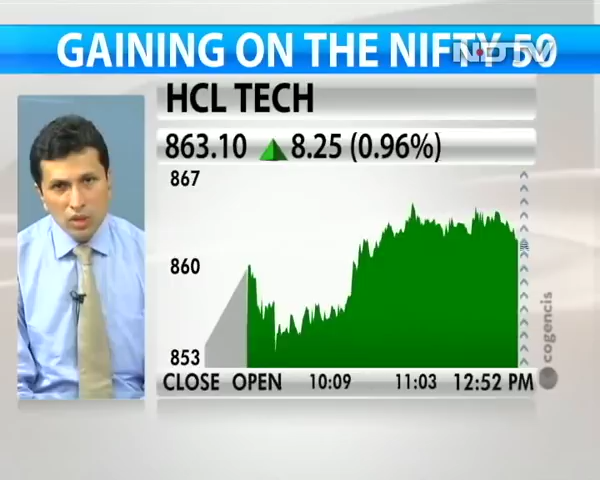 GAINING ON THE NIFTY 50
NDTV
HCL TECH
863.10 8.25 (0.96%)
867
860
853
CLOSE OPEN 10:09 11:03 12:52 PM
cogencis